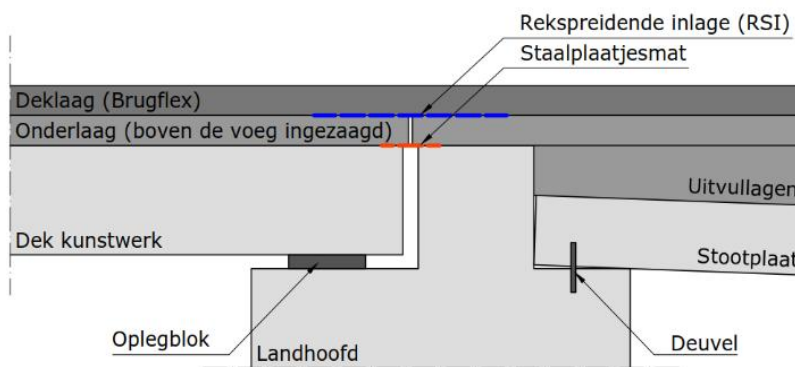 Rekspreidende inlage (RSI)
Staalplaatjesmat
Deklaag (Brugflex)
Onderlaag (boven de voeg ingezaagd)
Uitvullagen
Dek kunstwerk
Stootplaat
Oplegblok
Deuvel
Landhoofd